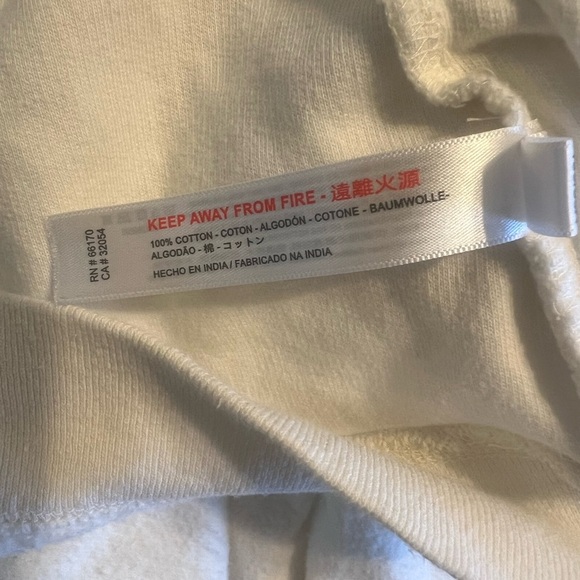 KEEP AWAY FROM FIRE - 遠離火源
100% COTTON - COTON - ALGODÓN - COTONE - BAUMWOLLE-
ALGODÃO - 棉 - コットン
HECHO EN INDIA / FABRICADO NA INDIA
RN # 66170
CA # 32054